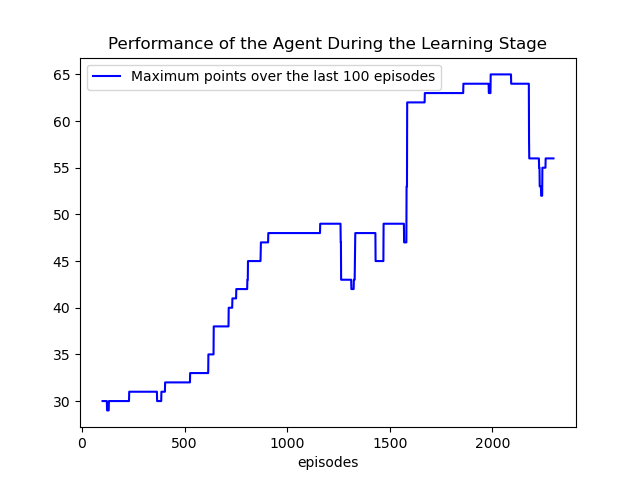 Performance of the Agent During the Learning Stage
Maximum points over the last 100 episodes
65
60
55
50
45
40
35
30
0 500 1000 1500 2000
episodes